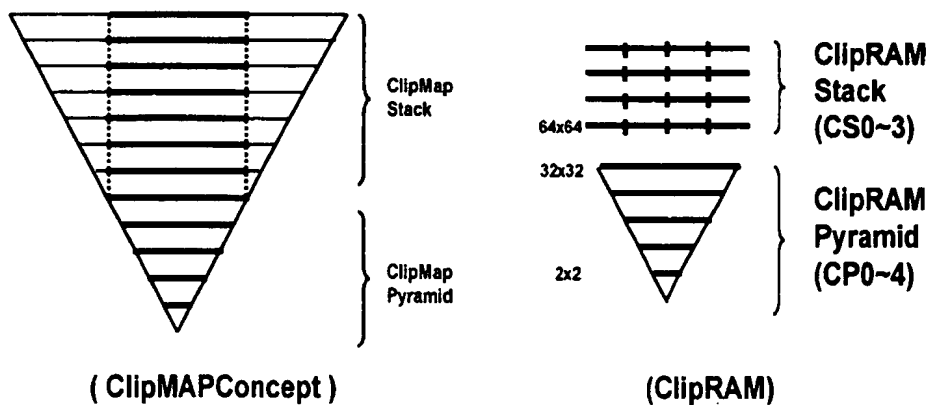 ClipMap
Stack
ClipMap
Pyramid
( ClipMAPConcept )
64x64
32x32
2x2
ClipRAM
Stack
(CS0~3)
ClipRAM
Pyramid
(CP0~4)
(ClipRAM)